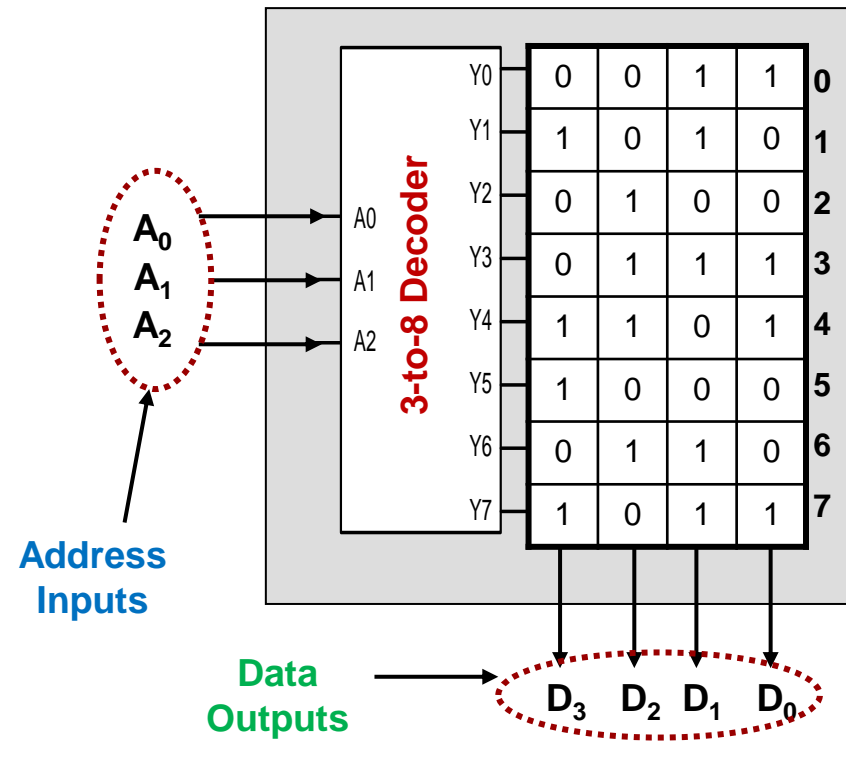 Y0 0 0 1 1 0
Y1 1 0 1 0 1
Y2 0 1 0 0 2
Y3 0 1 1 1 3
Y4 1 1 0 1 4
Y5 1 0 0 0 5
Y6 0 1 1 0 6
Y7 1 0 1 1 7
3-to-8 Decoder
A0
A1
A2
A₀
A₁
A₂
Address
Inputs
Data
Outputs
D₃ D₂ D₁ D₀